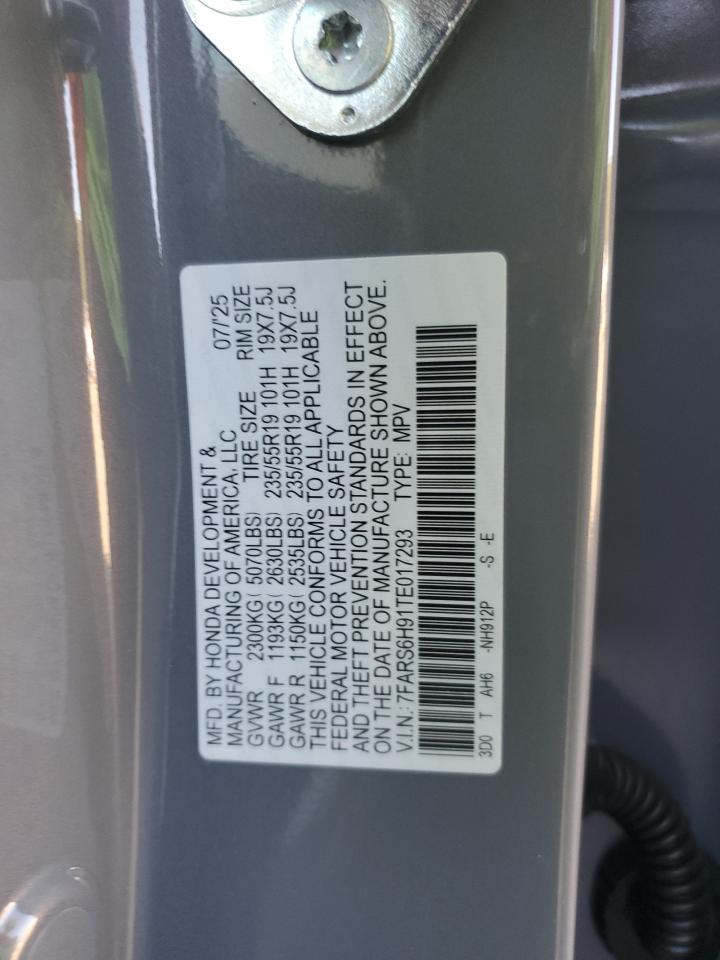 MFD. BY HONDA DEVELOPMENT &
MANUFACTURING OF AMERICA, LLC 07/'25
GVWR 2300KG( 5070LBS) TIRE SIZE RIM SIZE
GAWR F 1193KG( 2630LBS) 235/55R19 101H 19X7.5J
GAWR R 1150KG( 2535LBS) 235/55R19 101H 19X7.5J
THIS VEHICLE CONFORMS TO ALL APPLICABLE
FEDERAL MOTOR VEHICLE SAFETY
AND THEFT PREVENTION STANDARDS IN EFFECT
ON THE DATE OF MANUFACTURE SHOWN ABOVE.
V.I.N.: 7FARS6H91TE017293 TYPE: MPV
3D0 T AH6 -NH912P -S -E